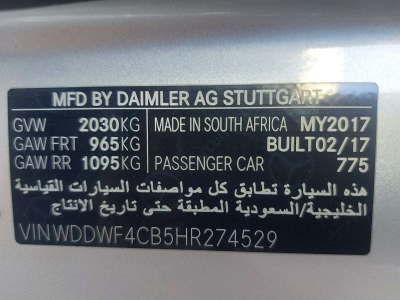 MFD BY DAIMLER AG STUTTGART
GVW 2030KG MADE IN SOUTH AFRICA MY2017
GAW FRT 965KG BUILT02/17
GAW RR 1095KG PASSENGER CAR 775
هذه السيارة تطابق كل مواصفات السيارات القياسية
الخليجية/السعودية المطبقة حتى تاريخ الإنتاج
VINWDDWF4CB5HR274529